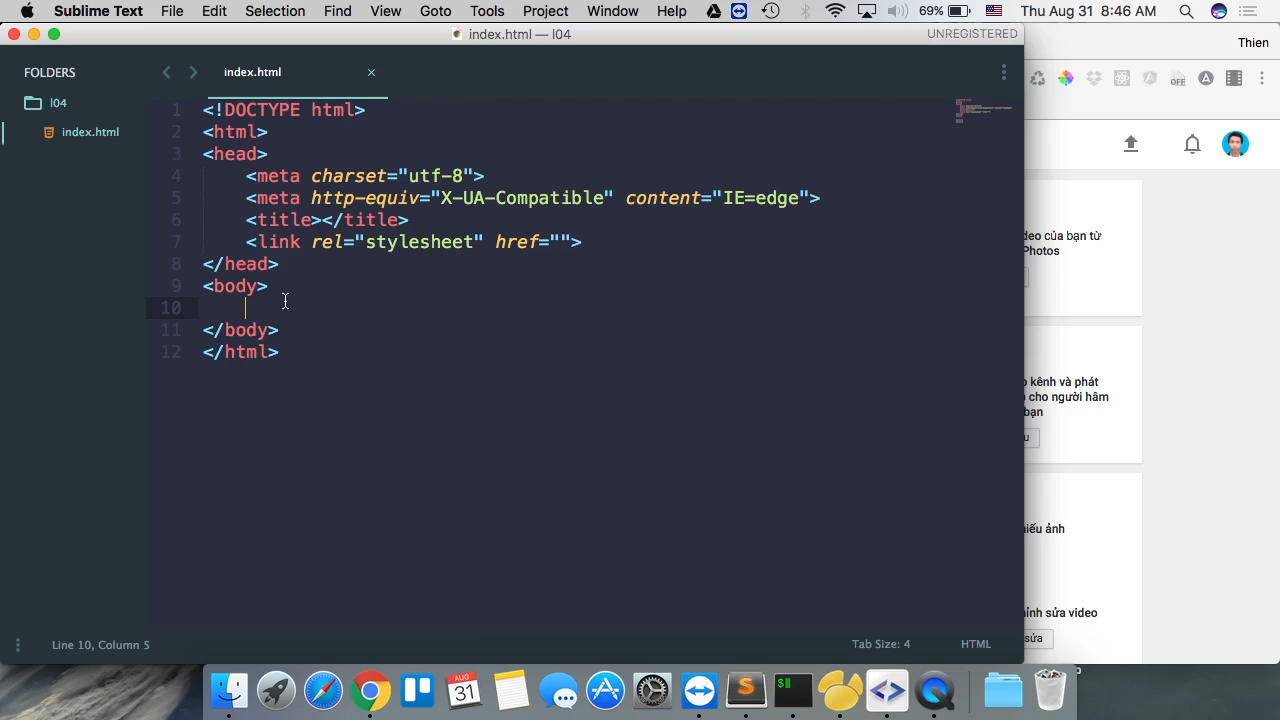 Sublime Text File Edit Selection Find View Goto Tools Project Window Help 69% Thu Aug 31 8:46 AM
index.html — l04
UNREGISTERED
Thien
FOLDERS
index.html
l04
index.html
OFF
1 <!DOCTYPE html>
2 <html>
3 <head>
4 <meta charset="utf-8">
5 <meta http-equiv="X-UA-Compatible" content="IE=edge">
6 <title></title>
7 <link rel="stylesheet" href="">
8 </head>
9 <body>
10
11 </body>
12 </html>
deo của bạn từ
Photos
kênh và phát
cho người hâm
bạn
u
iếu ảnh
ỉnh sửa video
sửa
Line 10, Column 5
Tab Size: 4
HTML
AUG
31